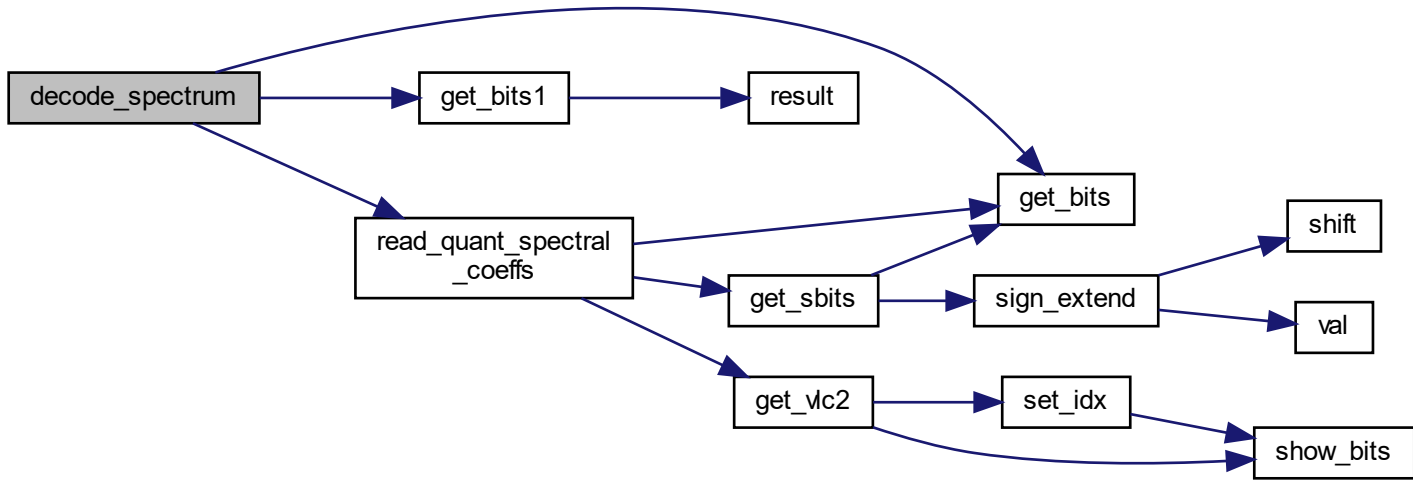 decode_spectrum
get_bits1
result
get_bits
read_quant_spectral
_coeffs
shift
get_sbits
sign_extend
val
get_vlc2
set_idx
show_bits